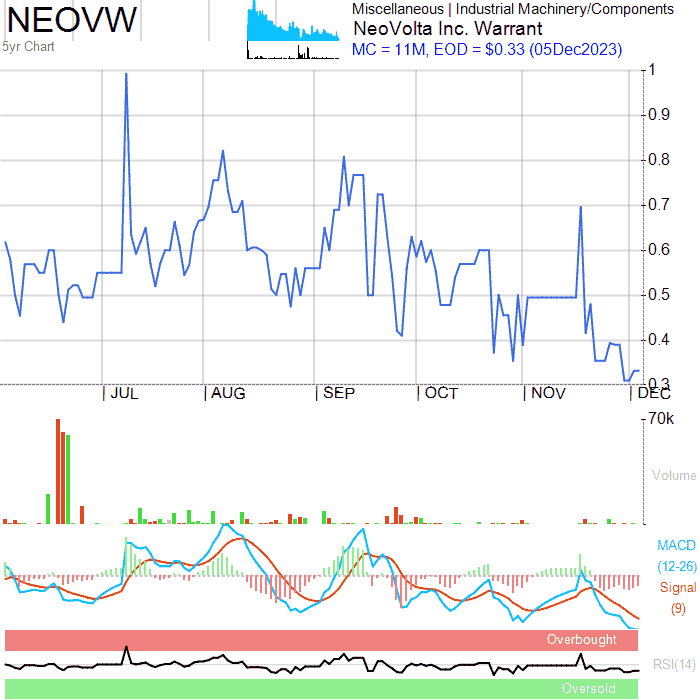 NEOVW
5yr Chart
Miscellaneous | Industrial Machinery/Components
NeoVolta Inc. Warrant
MC = 11M, EOD = $0.33 (05Dec2023)
1
0.9
0.8
0.7
0.6
0.5
0.4
0.3
JUL
AUG
SEP
OCT
NOV
DEC
70k
Volume
MACD
(12-26)
Signal
(9)
Overbought
RSI(14)
Oversold